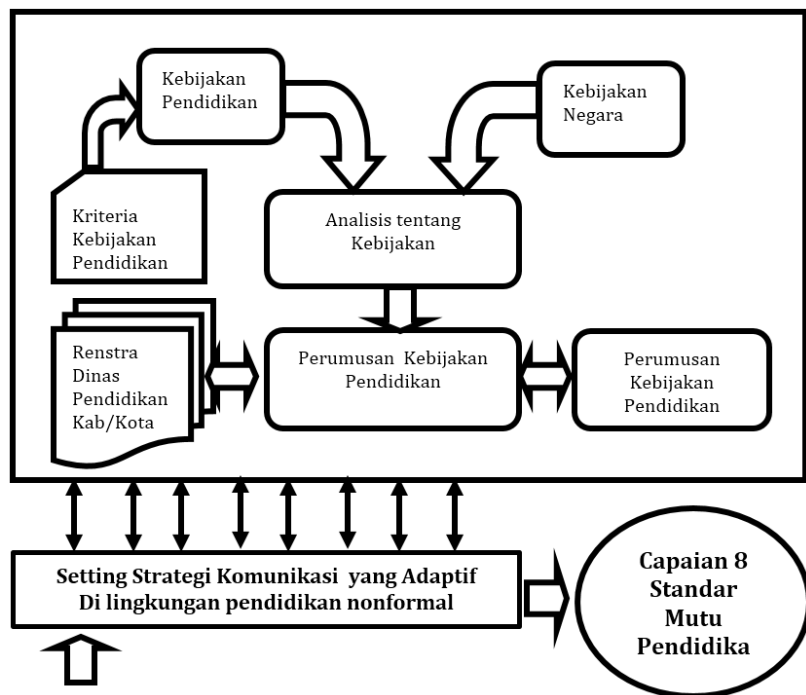 Kebijakan
Pendidikan
Kebijakan
Negara
Kriteria
Kebijakan
Pendidikan
Analisis tentang
Kebijakan
Renstra
Dinas
Pendidikan
Kab/Kota
Perumusan Kebijakan
Pendidikan
Perumusan
Kebijakan
Pendidikan
Setting Strategi Komunikasi yang Adaptif
Di lingkungan pendidikan nonformal
Capaian 8
Standar
Mutu
Pendidika